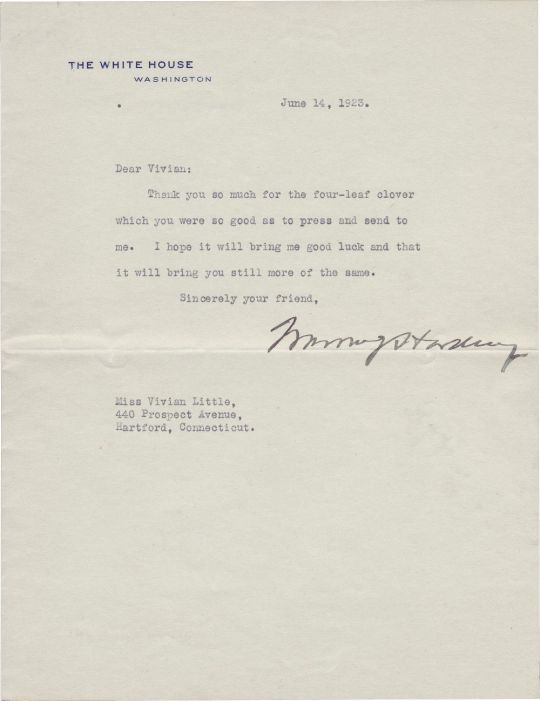 THE WHITE HOUSE
WASHINGTON
June 14, 1923.
Dear Vivian:
Thank you so much for the four-leaf clover
which you were so good as to press and send to
me. I hope it will bring me good luck and that
it will bring you still more of the same.
Sincerely your friend,
Warren G Harding
Miss Vivian Little,
440 Prospect Avenue,
Hartford, Connecticut.